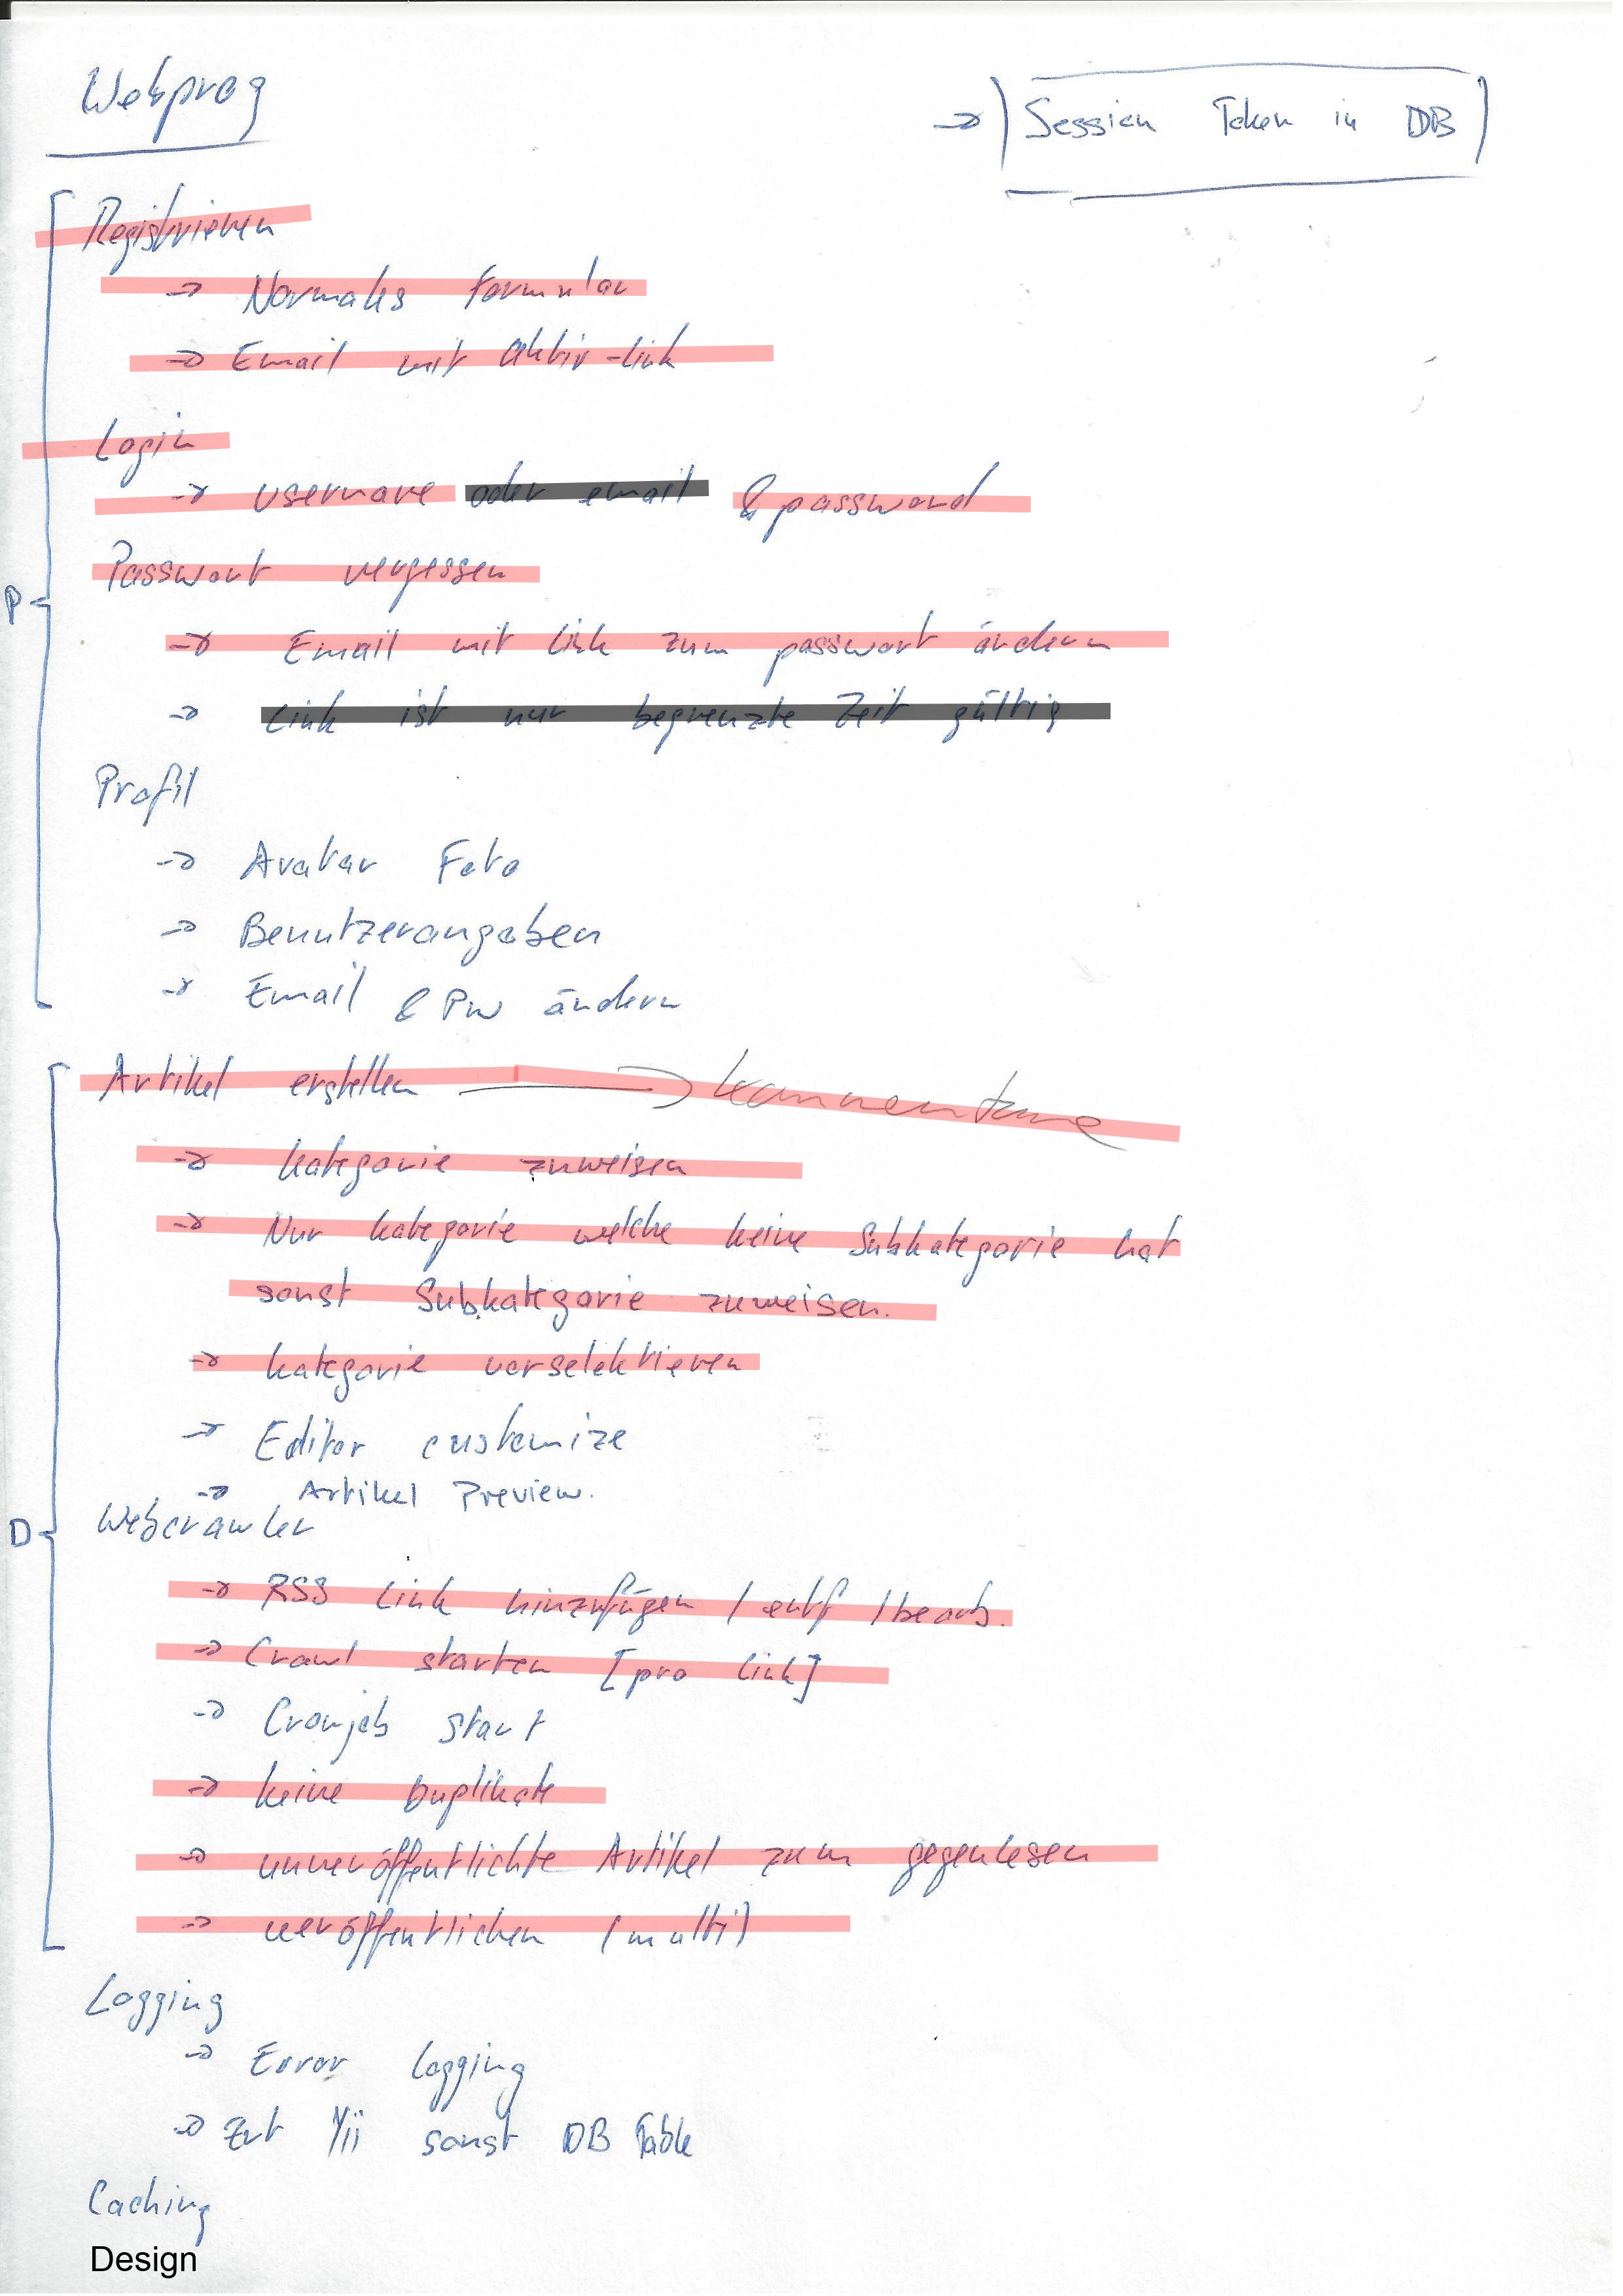 Webprog
→ | Session Token in DB |
Registrieren
→ Normales Formular
→ Email mit Aktiv-Link
Login
→ username oder email & password
Passwort vergessen
P
→ Email mit Link zum passwort ändern
→ Link ist nur begrenzte Zeit gültig
Profil
→ Avatar Foto
→ Benutzerangaben
→ Email & PW ändern
Artikel erstellen → Kommentare
→ Kategorie zuweisen
→ Nur Kategorie welche keine Subkategorie hat
sonst Subkategorie zuweisen.
→ Kategorie vorselektieren
→ Editor customize
→ Artikel Preview.
Webcrawler
D
→ RSS Link hinzufügen / entf / bearb.
→ Crawl starten [pro Link]
→ Cronjob start
→ keine Duplikate
→ unveröffentlichte Artikel zum gegenlesen
→ veröffentlichen (multi)
Logging
→ Error logging
→ Yii sonst DB Table
Caching
Design